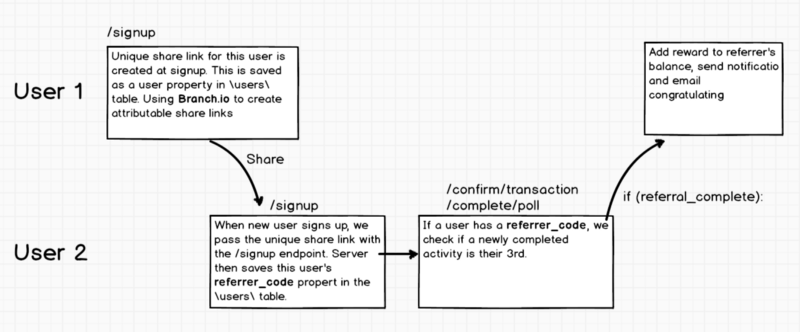 /signup
Unique share link for this user is
created at signup. This is saved
as a user property in \users\
table. Using Branch.io to create
attributable share links
User 1
Add reward to referrer's
balance, send notificatio
and email
congratulating
Share
/signup
/confirm/transaction
/complete/poll
if (referral_complete):
User 2
When new user signs up, we
pass the unique share link with
the /signup endpoint. Server
then saves this user's
referrer_code propert in the
\users\ table.
If a user has a referrer_code, we
check if a newly completed
activity is their 3rd.